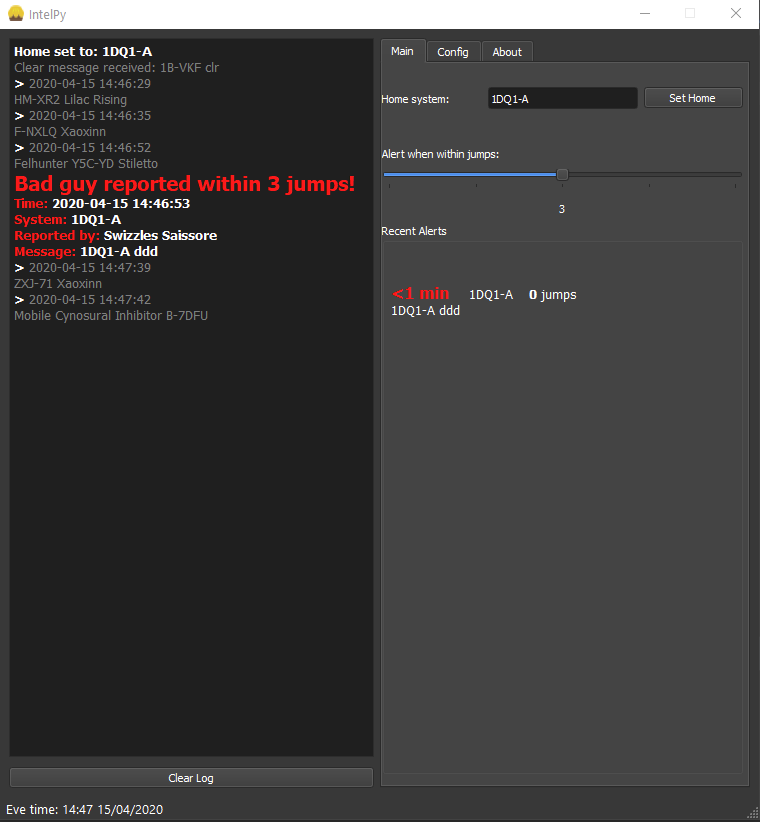 IntelPy
Home set to: 1DQ1-A
Clear message received: 1B-VKF clr
> 2020-04-15 14:46:29
HM-XR2 Lilac Rising
> 2020-04-15 14:46:35
F-NXLQ Xaoxinn
> 2020-04-15 14:46:52
Felhunter Y5C-YD Stiletto
Bad guy reported within 3 jumps!
Time: 2020-04-15 14:46:53
System: 1DQ1-A
Reported by: Swizzles Saissore
Message: 1DQ1-A ddd
> 2020-04-15 14:47:39
ZXJ-71 Xaoxinn
> 2020-04-15 14:47:42
Mobile Cynosural Inhibitor B-7DFU
Clear Log
Main Config About
Home system: 1DQ1-A Set Home
Alert when within jumps:
3
Recent Alerts
<1 min 1DQ1-A 0 jumps
1DQ1-A ddd
Eve time: 14:47 15/04/2020